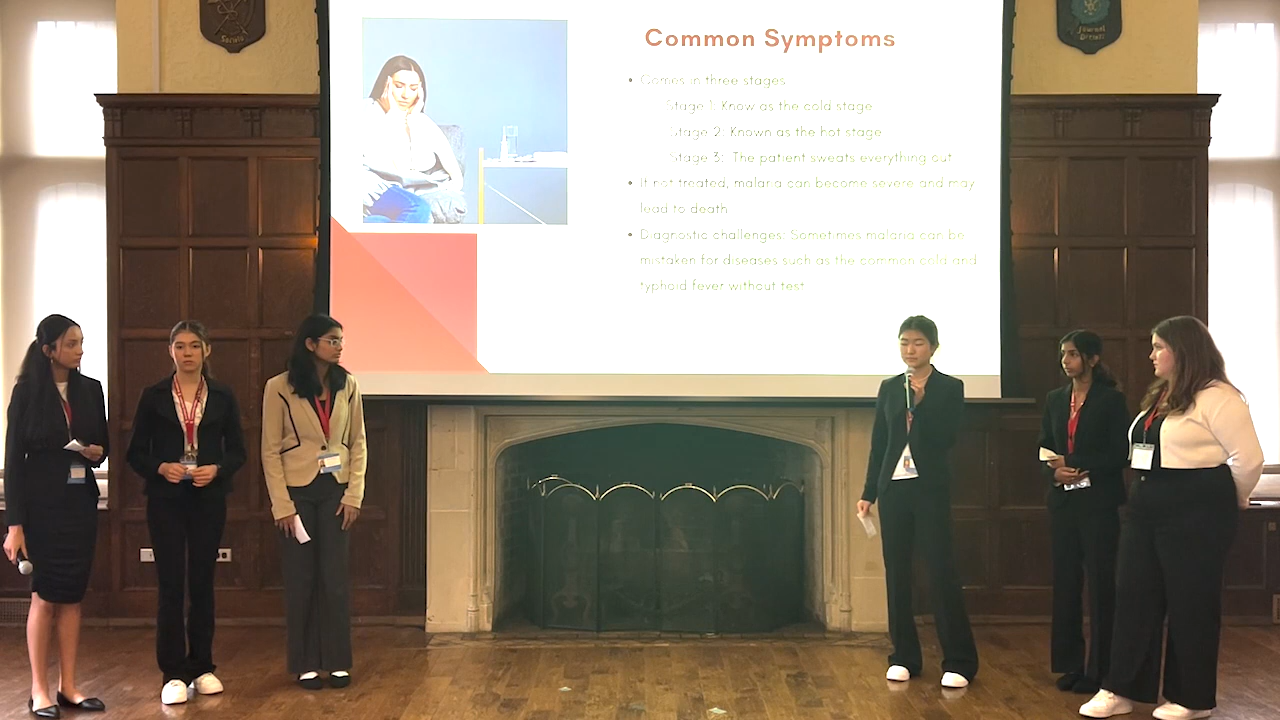 Society
Journal
Common Symptoms
• Comes in three stages
Stage 1: Know as the cold stage
Stage 2: Known as the hot stage
Stage 3: The patient sweats everything out
• If not treated, malaria can become severe and may
lead to death
• Diagnostic challenges: Sometimes malaria can be
mistaken for diseases such as the common cold and
typhoid fever without test